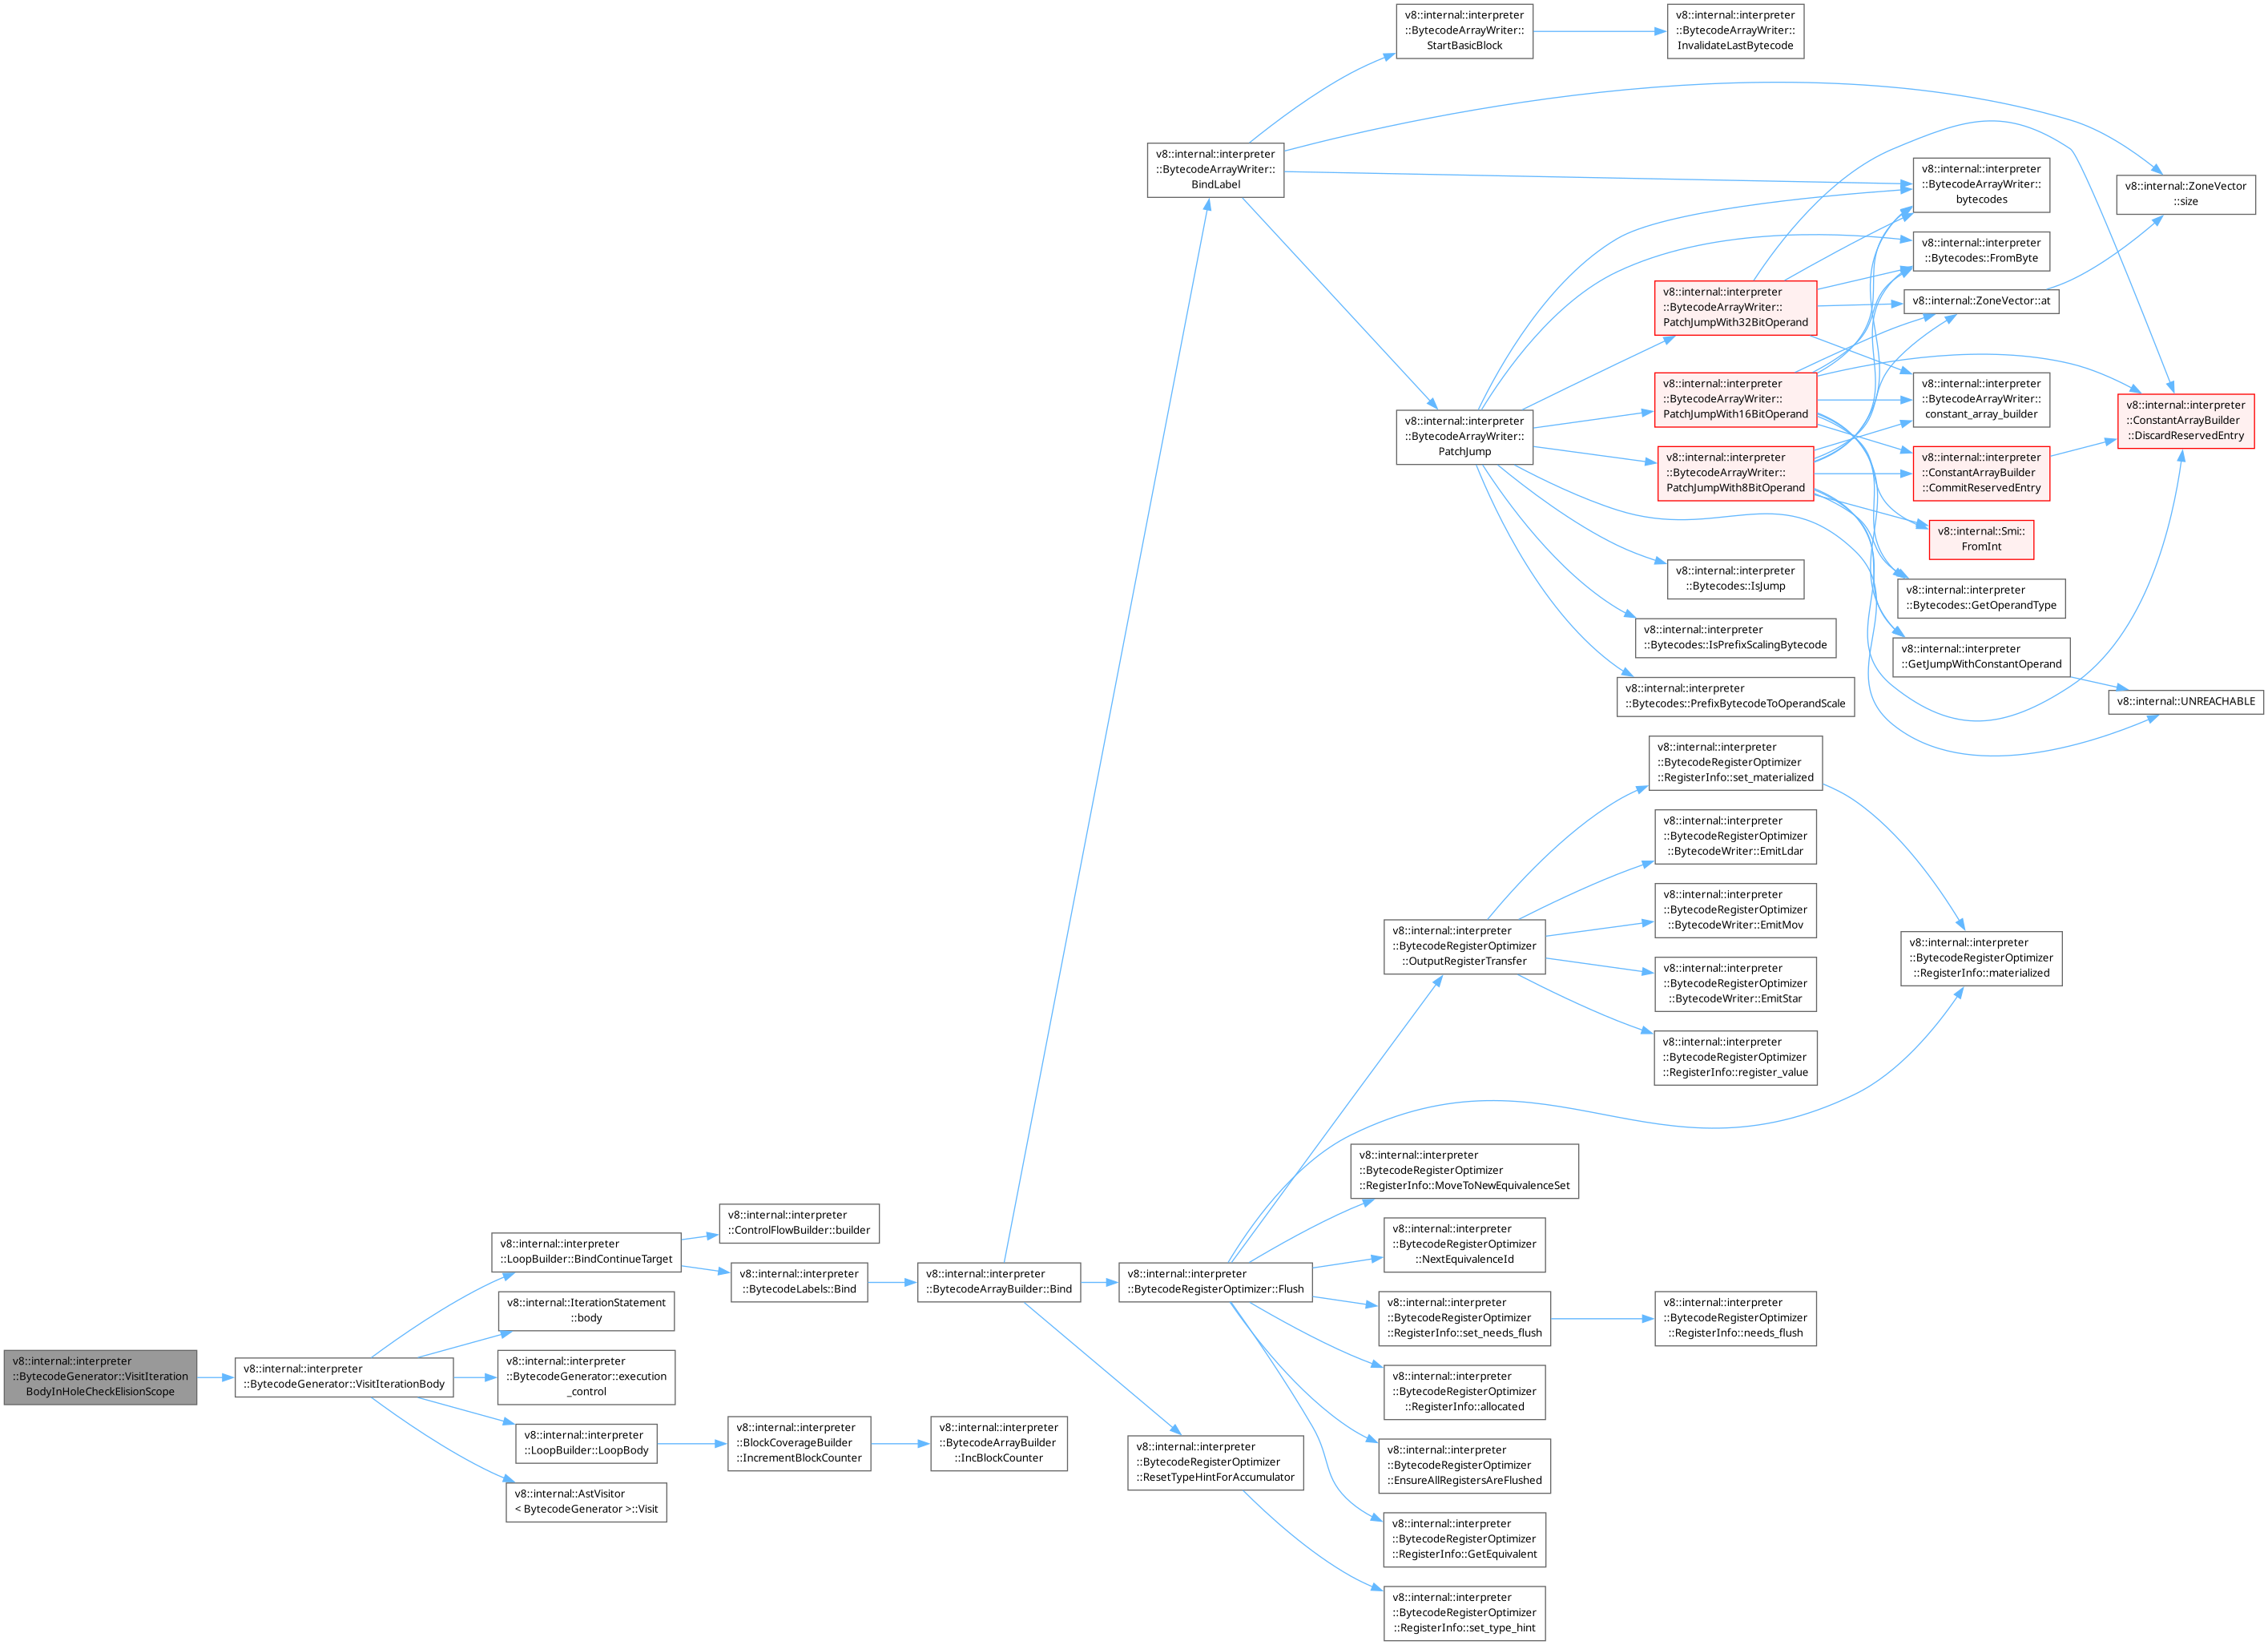 v8::internal::interpreter
::BytecodeGenerator::VisitIteration
BodyInHoleCheckElisionScope
v8::internal::interpreter
::BytecodeGenerator::VisitIterationBody
v8::internal::interpreter
::LoopBuilder::BindContinueTarget
v8::internal::IterationStatement
::body
v8::internal::interpreter
::BytecodeGenerator::execution
_control
v8::internal::interpreter
::LoopBuilder::LoopBody
v8::internal::AstVisitor
< BytecodeGenerator >::Visit
v8::internal::interpreter
::ControlFlowBuilder::builder
v8::internal::interpreter
::BytecodeLabels::Bind
v8::internal::interpreter
::BlockCoverageBuilder
::IncrementBlockCounter
v8::internal::interpreter
::BytecodeArrayBuilder::Bind
v8::internal::interpreter
::BytecodeArrayBuilder
::IncBlockCounter
v8::internal::interpreter
::BytecodeArrayWriter::
BindLabel
v8::internal::interpreter
::BytecodeRegisterOptimizer::Flush
v8::internal::interpreter
::BytecodeRegisterOptimizer
::ResetTypeHintForAccumulator
v8::internal::interpreter
::BytecodeArrayWriter::
StartBasicBlock
v8::internal::interpreter
::BytecodeArrayWriter::
PatchJump
v8::internal::interpreter
::BytecodeRegisterOptimizer
::OutputRegisterTransfer
v8::internal::interpreter
::BytecodeRegisterOptimizer
::RegisterInfo::MoveToNewEquivalenceSet
v8::internal::interpreter
::BytecodeRegisterOptimizer
::NextEquivalenceId
v8::internal::interpreter
::BytecodeRegisterOptimizer
::RegisterInfo::set_needs_flush
v8::internal::interpreter
::BytecodeRegisterOptimizer
::RegisterInfo::allocated
v8::internal::interpreter
::BytecodeRegisterOptimizer
::EnsureAllRegistersAreFlushed
v8::internal::interpreter
::BytecodeRegisterOptimizer
::RegisterInfo::GetEquivalent
v8::internal::interpreter
::BytecodeRegisterOptimizer
::RegisterInfo::set_type_hint
v8::internal::interpreter
::BytecodeArrayWriter::
InvalidateLastBytecode
v8::internal::interpreter
::BytecodeArrayWriter::
PatchJumpWith32BitOperand
v8::internal::interpreter
::BytecodeArrayWriter::
PatchJumpWith16BitOperand
v8::internal::interpreter
::BytecodeArrayWriter::
PatchJumpWith8BitOperand
v8::internal::interpreter
::Bytecodes::IsJump
v8::internal::interpreter
::Bytecodes::IsPrefixScalingBytecode
v8::internal::interpreter
::Bytecodes::PrefixBytecodeToOperandScale
v8::internal::interpreter
::BytecodeRegisterOptimizer
::RegisterInfo::set_materialized
v8::internal::interpreter
::BytecodeRegisterOptimizer
::BytecodeWriter::EmitLdar
v8::internal::interpreter
::BytecodeRegisterOptimizer
::BytecodeWriter::EmitMov
v8::internal::interpreter
::BytecodeRegisterOptimizer
::BytecodeWriter::EmitStar
v8::internal::interpreter
::BytecodeRegisterOptimizer
::RegisterInfo::register_value
v8::internal::interpreter
::BytecodeRegisterOptimizer
::RegisterInfo::needs_flush
v8::internal::interpreter
::BytecodeArrayWriter::
bytecodes
v8::internal::interpreter
::Bytecodes::FromByte
v8::internal::ZoneVector::at
v8::internal::interpreter
::BytecodeArrayWriter::
constant_array_builder
v8::internal::interpreter
::ConstantArrayBuilder
::CommitReservedEntry
v8::internal::Smi::
FromInt
v8::internal::interpreter
::Bytecodes::GetOperandType
v8::internal::interpreter
::GetJumpWithConstantOperand
v8::internal::interpreter
::BytecodeRegisterOptimizer
::RegisterInfo::materialized
v8::internal::ZoneVector
::size
v8::internal::interpreter
::ConstantArrayBuilder
::DiscardReservedEntry
v8::internal::UNREACHABLE